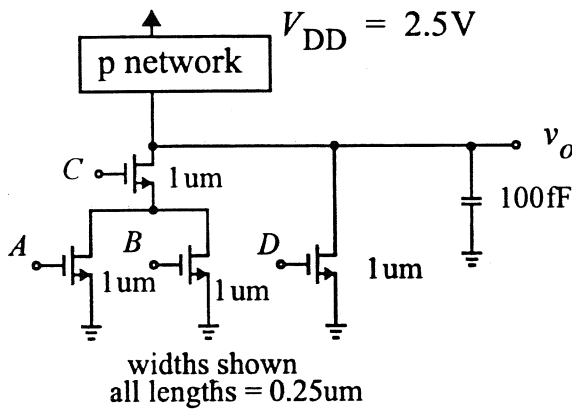 V_DD = 2.5V
p network
v_o
C
1um
100fF
A
B
D
1um
1um
1um
widths shown
all lengths = 0.25um